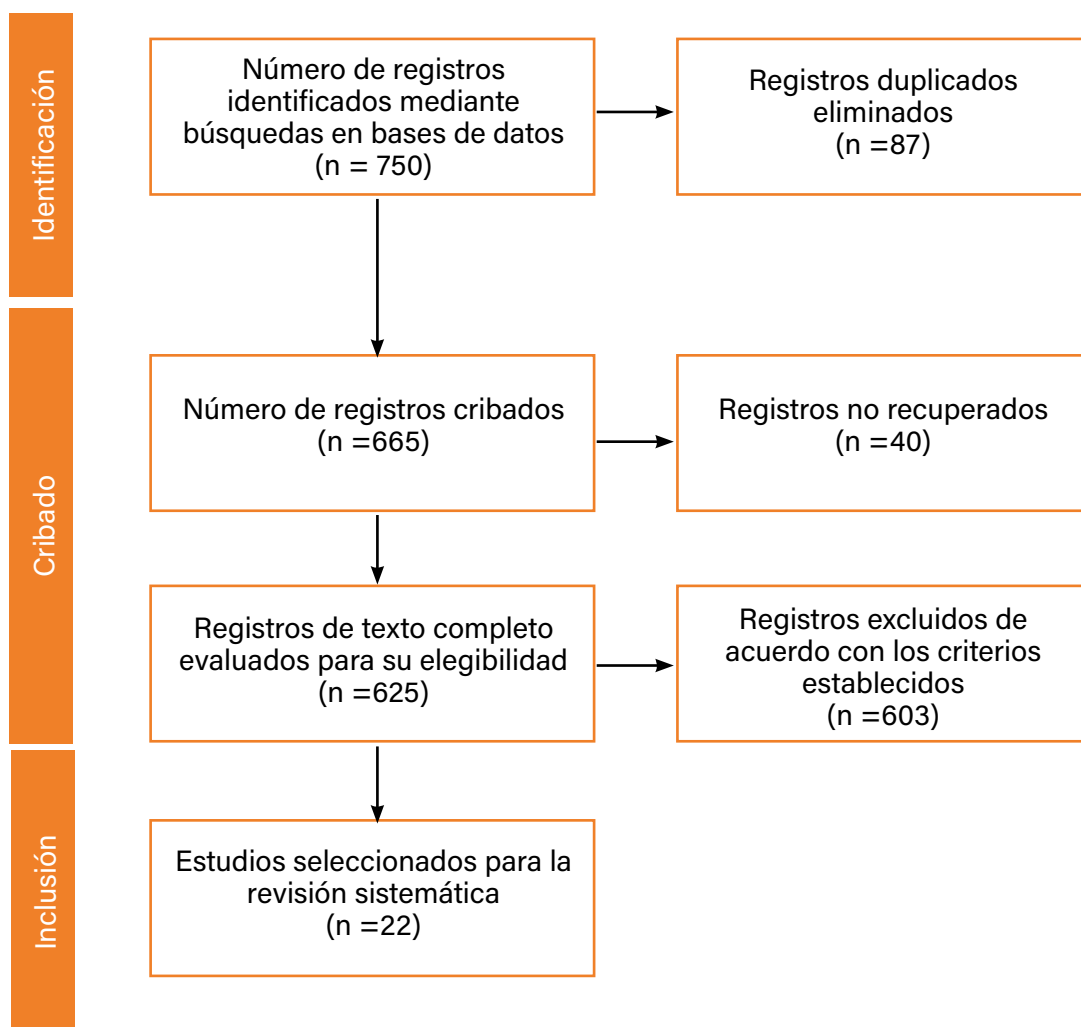 Identificación
Número de registros
identificados mediante
búsquedas en bases de datos
(n = 750)
Registros duplicados
eliminados
(n =87)
Cribado
Número de registros cribados
(n =665)
Registros no recuperados
(n =40)
Registros de texto completo
evaluados para su elegibilidad
(n =625)
Registros excluidos de
acuerdo con los criterios
establecidos
(n =603)
Inclusión
Estudios seleccionados para la
revisión sistemática
(n =22)